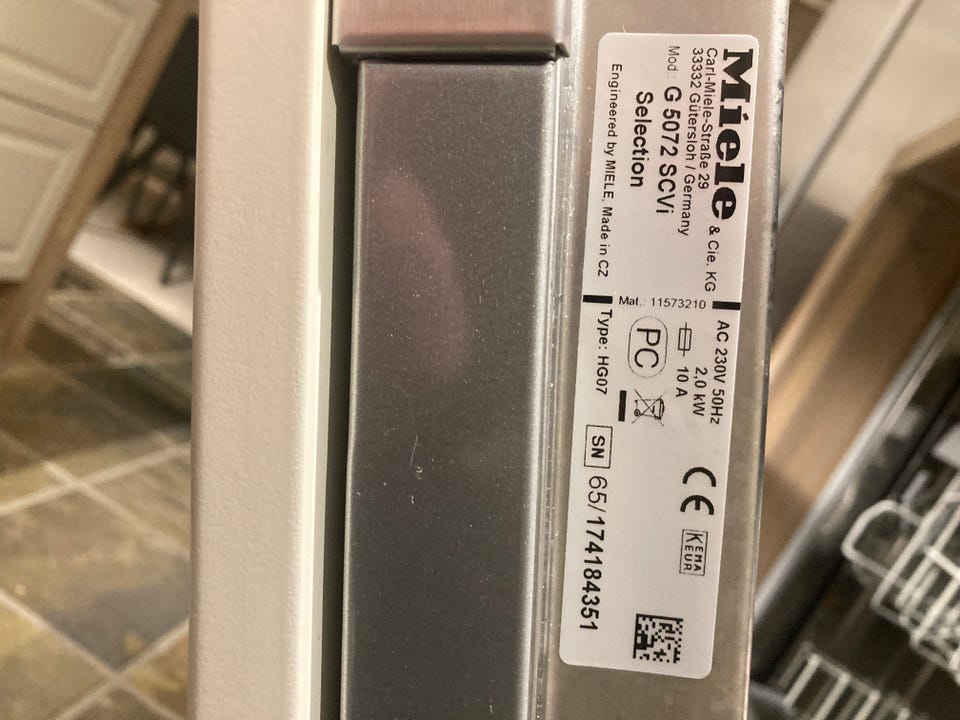 Miele & Cie. KG
Carl-Miele-Straße 29
33332 Gütersloh / Germany
Mod.: G 5072 SCVi
Selection
Engineered by MIELE, Made in CZ
Mat.: 11573210
AC 230V 50Hz
2,0 kW
10 A
PC
Type: HG07
CE
KEMA
KEUR
SN 65/174184351